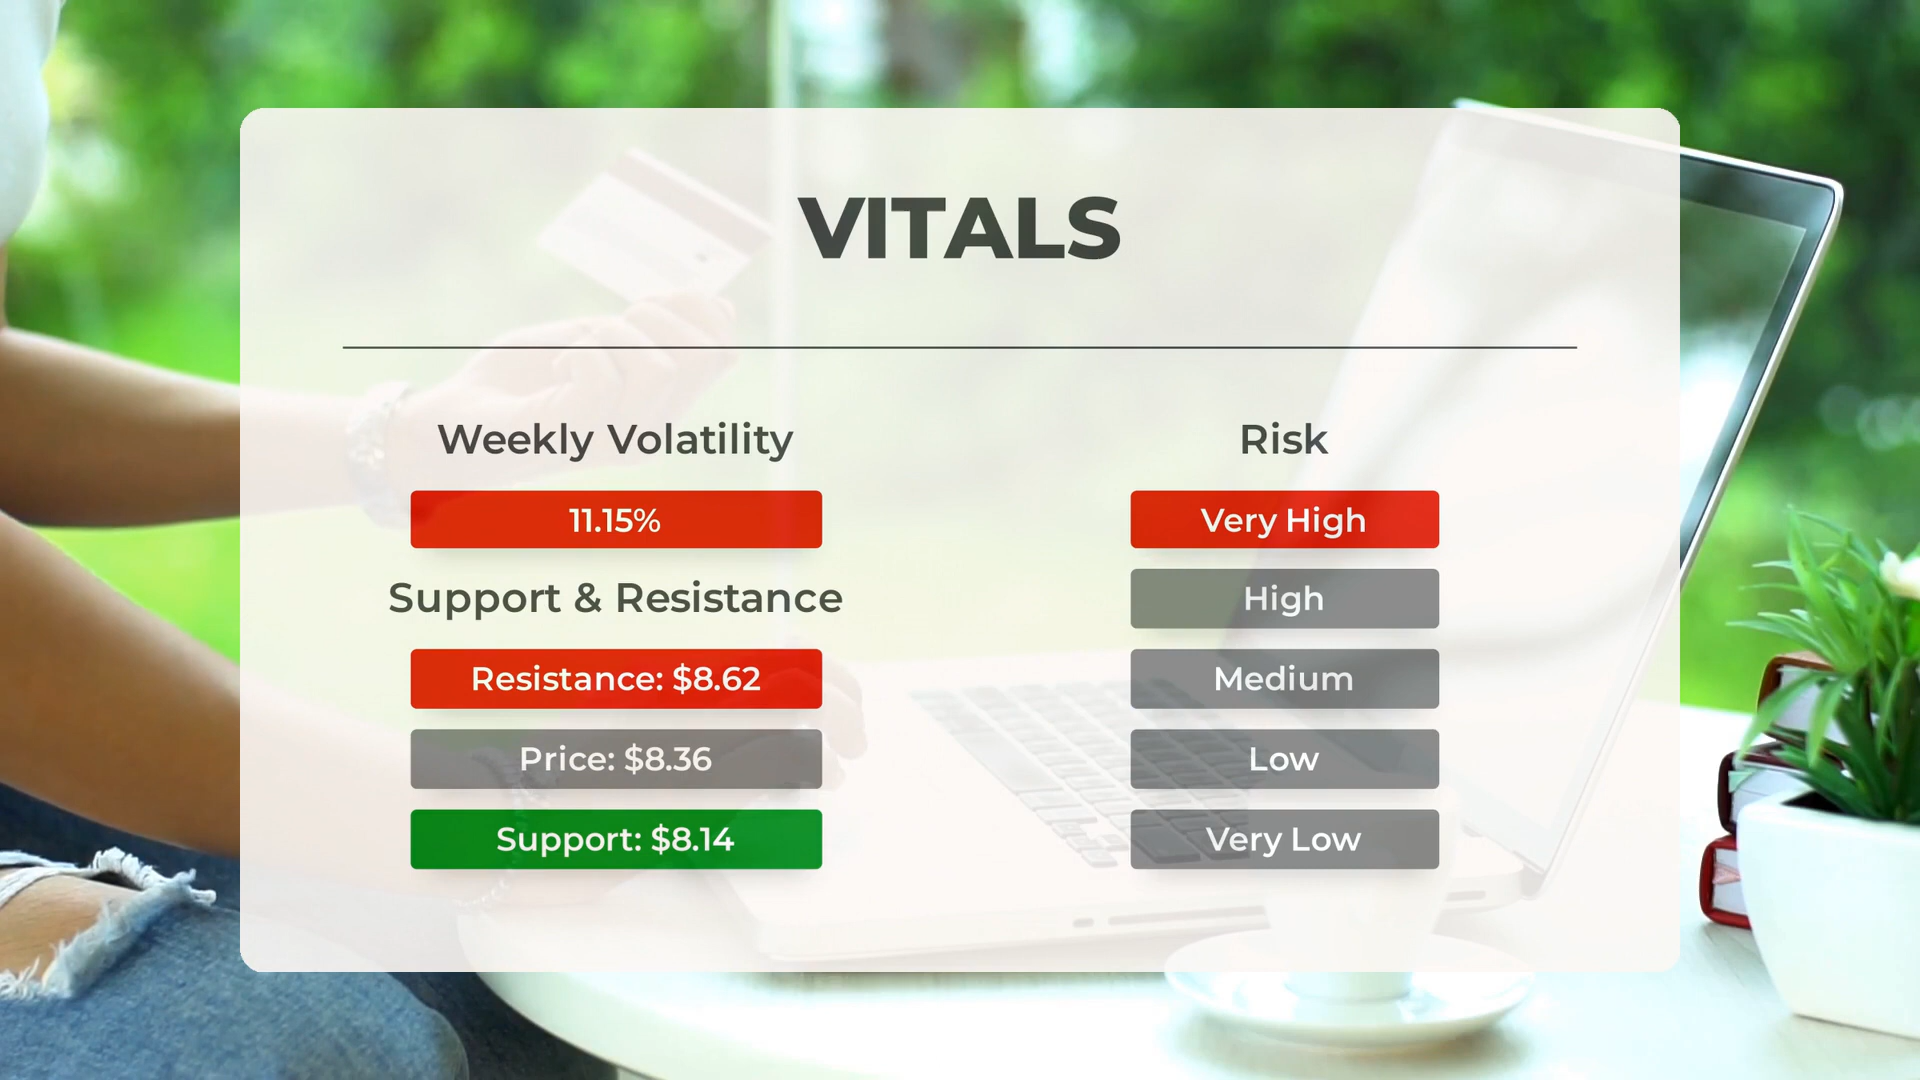 VITALS
Weekly Volatility
11.15%
Support & Resistance
Resistance: $8.62
Price: $8.36
Support: $8.14
Risk
Very High
High
Medium
Low
Very Low